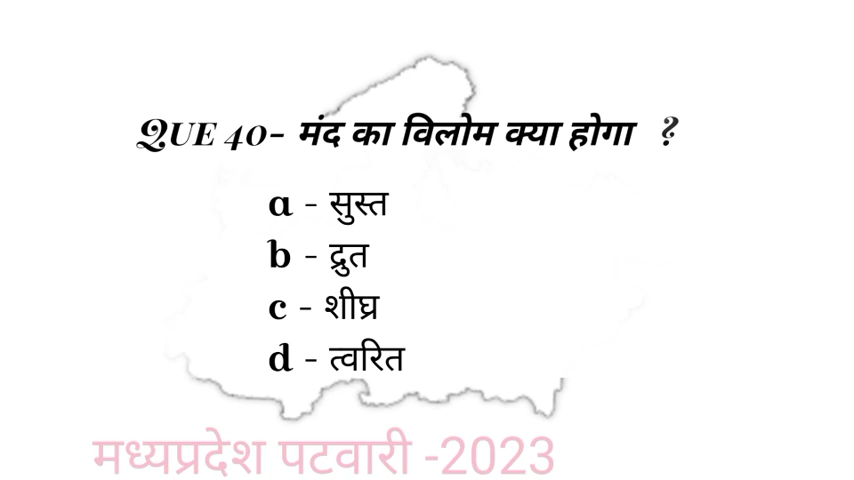 QUE 40- मंद का विलोम क्या होगा ?
a - सुस्त
b - द्रुत
c - शीघ्र
d - त्वरित
मध्यप्रदेश पटवारी -2023